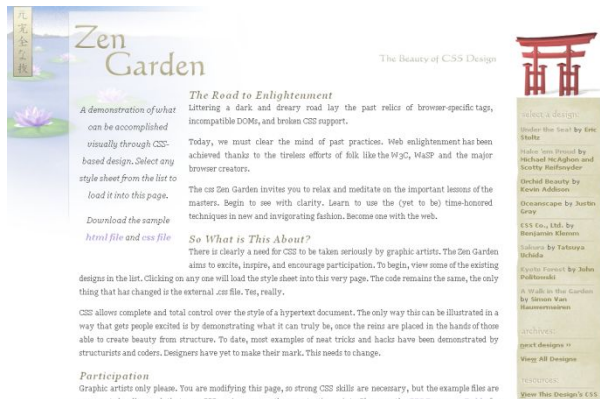 Zen
Garden
The Beauty of CSS Design
A demonstration of what
can be accomplished
visually through CSS-
based design. Select any
style sheet from the list to
load it into this page.
Download the sample
html file and css file
The Road to Enlightenment
Littering a dark and dreary road lay the past relics of browser-specific tags,
incompatible DOMs, and broken CSS support.
Today, we must clear the mind of past practices. Web enlightenment has been
achieved thanks to the tireless efforts of folk like the W3C, WaSP and the major
browser creators.
The css Zen Garden invites you to relax and meditate on the important lessons of the
masters. Begin to see with clarity. Learn to use the (yet to be) time-honored
techniques in new and invigorating fashion. Become one with the web.
So What is This About?
There is clearly a need for CSS to be taken seriously by graphic artists. The Zen Garden
aims to excite, inspire, and encourage participation. To begin, view some of the existing
designs in the list. Clicking on any one will load the style sheet into this very page. The code remains the same, the only
thing that has changed is the external .css file. Yes, really.
CSS allows complete and total control over the style of a hypertext document. The only way this can be illustrated in a
way that gets people excited is by demonstrating what it can truly be, once the reins are placed in the hands of those
able to create beauty from structure. To date, most examples of neat tricks and hacks have been demonstrated by
structurists and coders. Designers have yet to make their mark. This needs to change.
Participation
Graphic artists only please. You are modifying this page, so strong CSS skills are necessary, but the example files are
select a design:
Under the Sea! by Eric
Stoltz
Make 'em Proud by
Michael McAghon and
Scotty Reifsnyder
Orchid Beauty by
Kevin Addison
Oceanscape by Justin
Gray
CSS Co., Ltd. by
Benjamin Klemm
Sakura by Tatsuya
Uchida
Kyoto Forest by John
Politowski
A Walk in the Garden
by Simon Van
Hauwermeiren
archives:
next designs »
View All Designs
resources:
View This Design's CSS